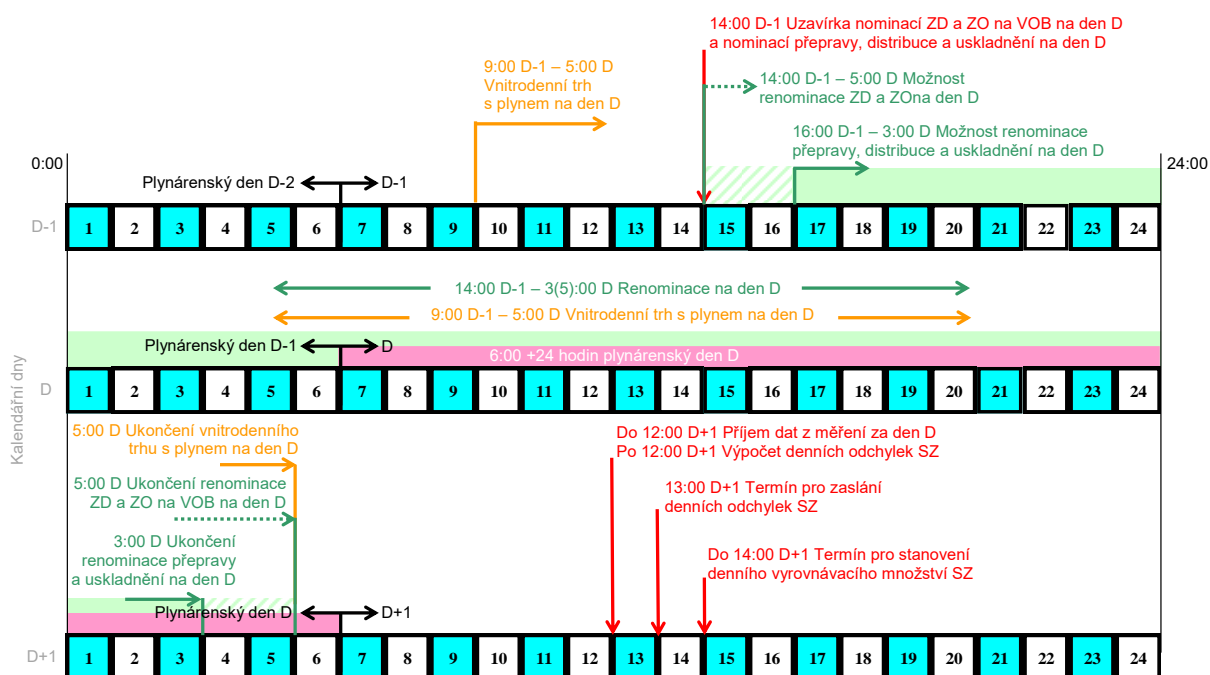 14:00 D-1 Uzavírka nominací ZD a ZO na VOB na den D
a nominací přepravy, distribuce a uskladnění na den D
9:00 D-1 – 5:00 D
Vnitrodenní trh
s plynem na den D
14:00 D-1 – 5:00 D Možnost
renominace ZD a ZOna den D
16:00 D-1 – 3:00 D Možnost renominace
přepravy, distribuce a uskladnění na den D
0:00
24:00
Plynárenský den D-2
D-1
D-1
1 2 3 4 5 6 7 8 9 10 11 12 13 14 15 16 17 18 19 20 21 22 23 24
14:00 D-1 – 3(5):00 D Renominace na den D
9:00 D-1 – 5:00 D Vnitrodenní trh s plynem na den D
Plynárenský den D-1
D
6:00 +24 hodin plynárenský den D
Kalendářní dny
D
1 2 3 4 5 6 7 8 9 10 11 12 13 14 15 16 17 18 19 20 21 22 23 24
5:00 D Ukončení vnitrodenního
trhu s plynem na den D
5:00 D Ukončení renominace
ZD a ZO na VOB na den D
3:00 D Ukončení
renominace přepravy
a uskladnění na den D
Do 12:00 D+1 Příjem dat z měření za den D
Po 12:00 D+1 Výpočet denních odchylek SZ
13:00 D+1 Termín pro zaslání
denních odchylek SZ
Do 14:00 D+1 Termín pro stanovení
denního vyrovnávacího množství SZ
Plynárenský den D
D+1
D+1
1 2 3 4 5 6 7 8 9 10 11 12 13 14 15 16 17 18 19 20 21 22 23 24